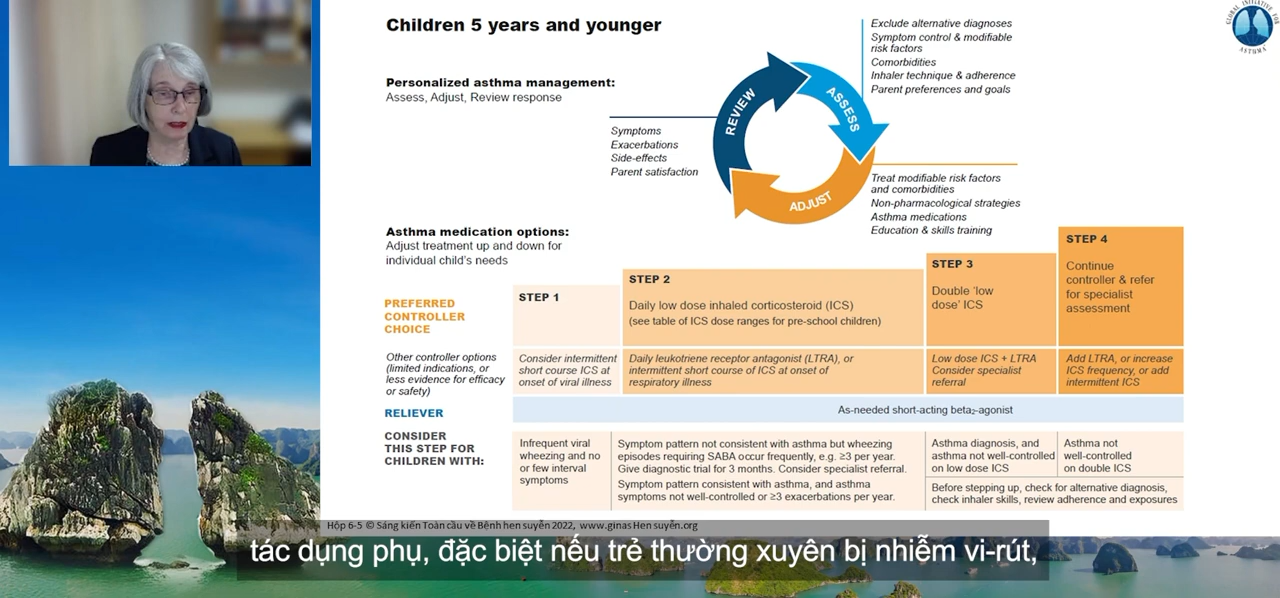 Children 5 years and younger
GLOBAL INITIATIVE FOR
ASTHMA
Personalized asthma management:
Assess, Adjust, Review response
Exclude alternative diagnoses
Symptom control & modifiable
risk factors
Comorbidities
Inhaler technique & adherence
Parent preferences and goals
REVIEW
ASSESS
ADJUST
Symptoms
Exacerbations
Side-effects
Parent satisfaction
Treat modifiable risk factors
and comorbidities
Non-pharmacological strategies
Asthma medications
Education & skills training
Asthma medication options:
Adjust treatment up and down for
individual child's needs
PREFERRED
CONTROLLER
CHOICE
STEP 1
STEP 2
Daily low dose inhaled corticosteroid (ICS)
(see table of ICS dose ranges for pre-school children)
STEP 3
Double 'low
dose' ICS
STEP 4
Continue
controller & refer
for specialist
assessment
Other controller options
(limited indications, or
less evidence for efficacy
or safety)
Consider intermittent
short course ICS at
onset of viral illness
Daily leukotriene receptor antagonist (LTRA), or
intermittent short course of ICS at onset of
respiratory illness
Low dose ICS + LTRA
Consider specialist
referral
Add LTRA, or increase
ICS frequency, or add
intermittent ICS
RELIEVER
As-needed short-acting beta₂-agonist
CONSIDER
THIS STEP FOR
CHILDREN WITH:
Infrequent viral
wheezing and no
or few interval
symptoms
Symptom pattern not consistent with asthma but wheezing
episodes requiring SABA occur frequently, e.g. ≥3 per year.
Give diagnostic trial for 3 months. Consider specialist referral.
Symptom pattern consistent with asthma, and asthma
symptoms not well-controlled or ≥3 exacerbations per year.
Asthma diagnosis, and
asthma not well-controlled
on low dose ICS
Asthma not
well-controlled
on double ICS
Before stepping up, check for alternative diagnosis,
check inhaler skills, review adherence and exposures
Hộp 6-5 © Sáng kiến Toàn cầu về Bệnh hen suyễn 2022, www.ginasHen suyễn.org
tác dụng phụ, đặc biệt nếu trẻ thường xuyên bị nhiễm vi-rút,